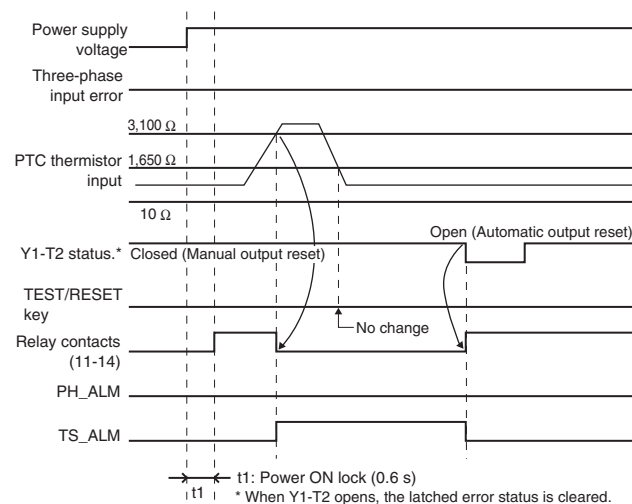 Power supply
voltage
Three-phase
input error
3,100 Ω
PTC thermistor
input
1,650 Ω
10 Ω
Open (Automatic output reset)
Y1-T2 status.* Closed (Manual output reset)
TEST/RESET
key
No change
Relay contacts
(11-14)
PH_ALM
TS_ALM
t1
t1: Power ON lock (0.6 s)
* When Y1-T2 opens, the latched error status is cleared.